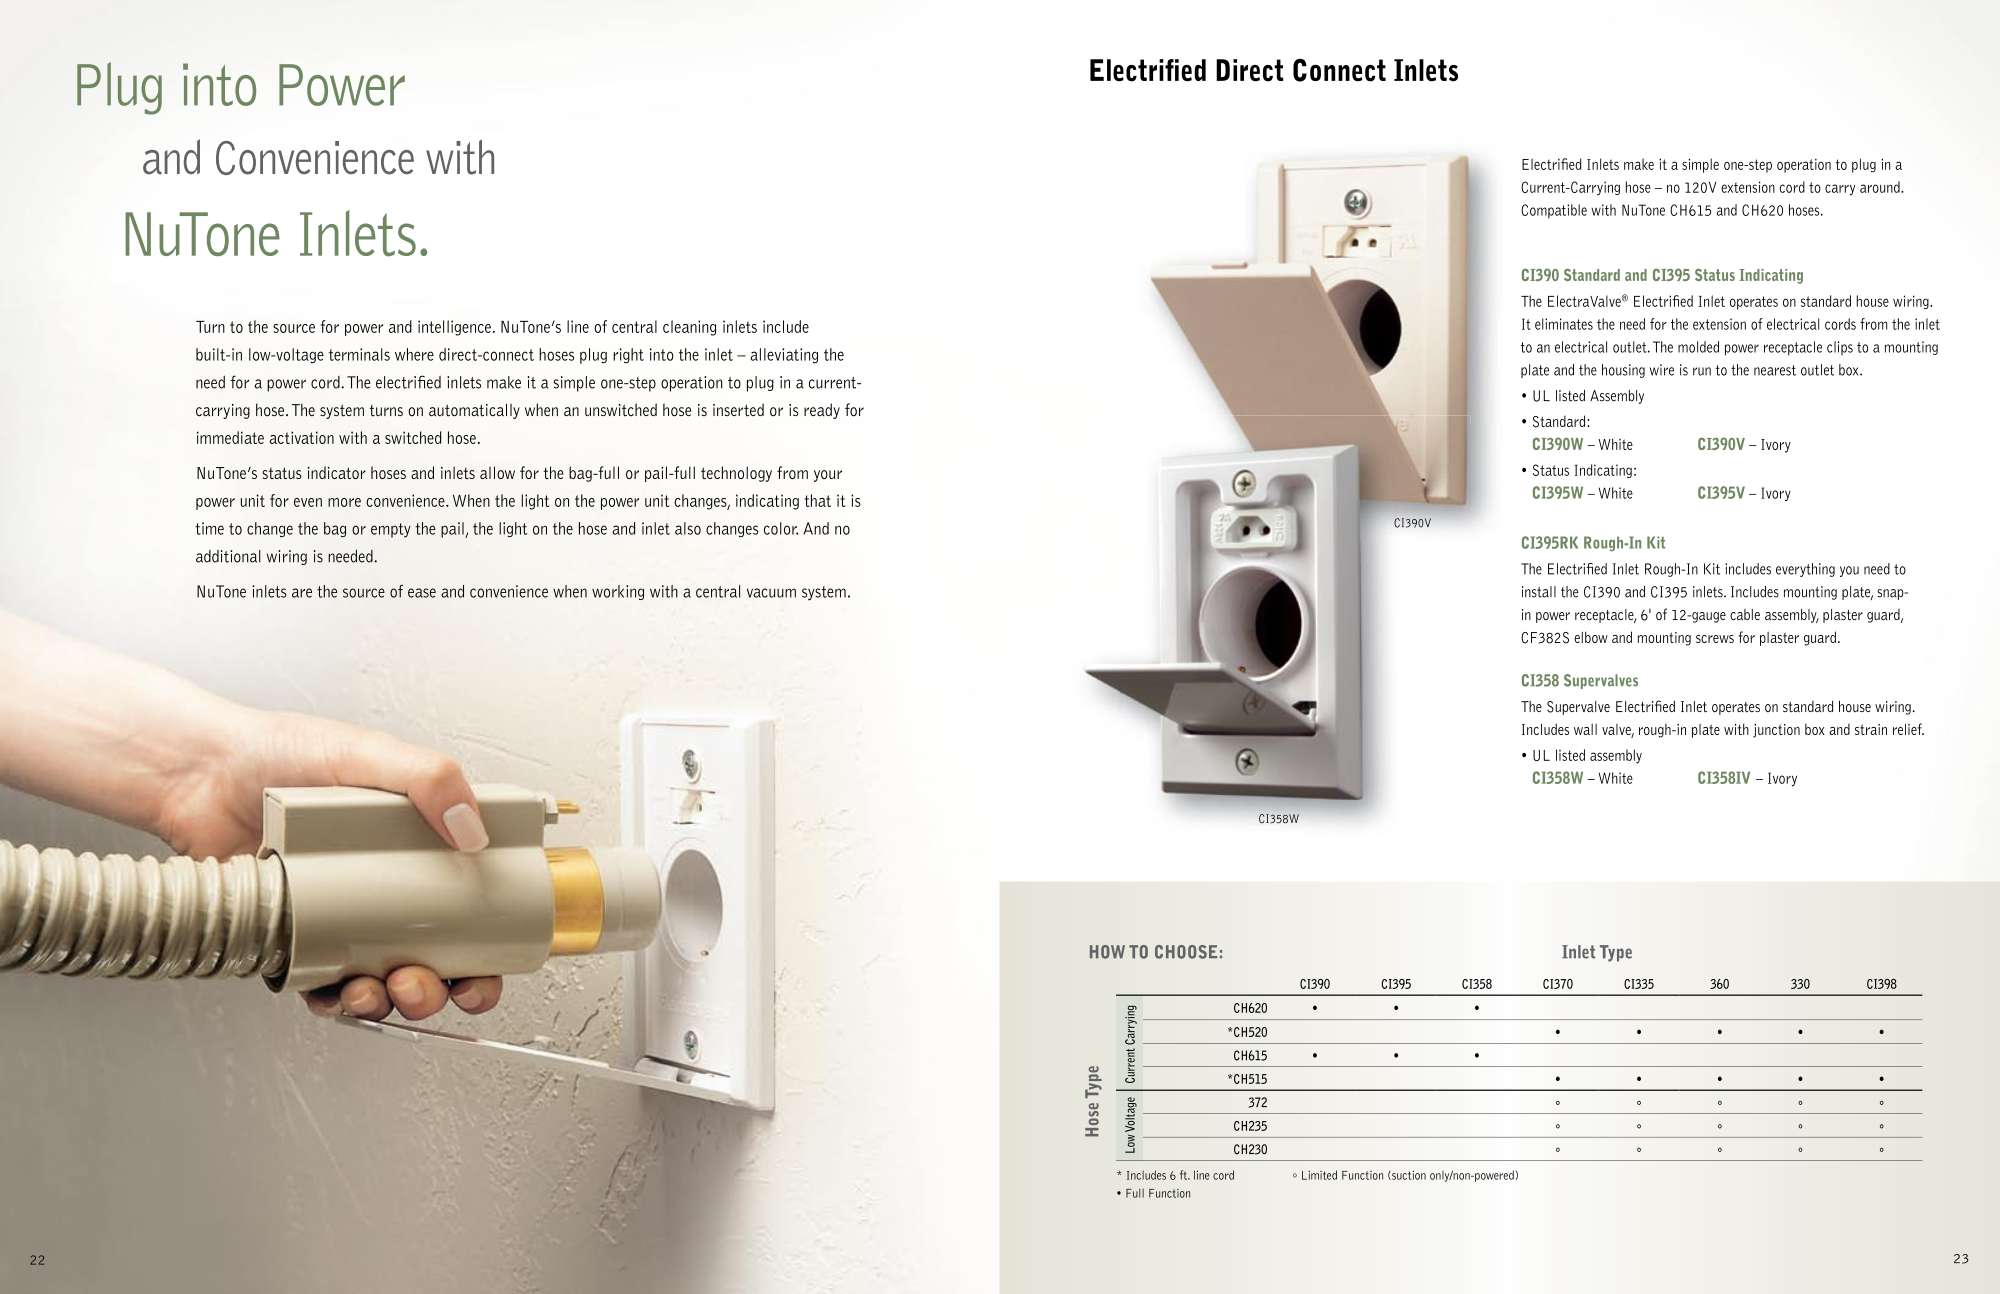 Plug into Power
and Convenience with
NuTone Inlets.
Turn to the source for power and intelligence. NuTone’s line of central cleaning inlets include
built-in low-voltage terminals where direct-connect hoses plug right into the inlet – alleviating the
need for a power cord. The electrified inlets make it a simple one-step operation to plug in a current-
carrying hose. The system turns on automatically when an unswitched hose is inserted or is ready for
immediate activation with a switched hose.
NuTone’s status indicator hoses and inlets allow for the bag-full or pail-full technology from your
power unit for even more convenience. When the light on the power unit changes, indicating that it is
time to change the bag or empty the pail, the light on the hose and inlet also changes color. And no
additional wiring is needed.
NuTone inlets are the source of ease and convenience when working with a central vacuum system.
22
Electrified Direct Connect Inlets
CI390V
CI358W
Electrified Inlets make it a simple one-step operation to plug in a
Current-Carrying hose – no 120V extension cord to carry around.
Compatible with NuTone CH615 and CH620 hoses.
CI390 Standard and CI395 Status Indicating
The ElectraValve® Electrified Inlet operates on standard house wiring.
It eliminates the need for the extension of electrical cords from the inlet
to an electrical outlet. The molded power receptacle clips to a mounting
plate and the housing wire is run to the nearest outlet box.
• UL listed Assembly
• Standard:
CI390W – White CI390V – Ivory
• Status Indicating:
CI395W – White CI395V – Ivory
CI395RK Rough-In Kit
The Electrified Inlet Rough-In Kit includes everything you need to
install the CI390 and CI395 inlets. Includes mounting plate, snap-
in power receptacle, 6' of 12-gauge cable assembly, plaster guard,
CF382S elbow and mounting screws for plaster guard.
CI358 Supervalves
The Supervalve Electrified Inlet operates on standard house wiring.
Includes wall valve, rough-in plate with junction box and strain relief.
• UL listed assembly
CI358W – White CI358IV – Ivory
HOW TO CHOOSE: Inlet Type
CI390 CI395 CI358 CI370 CI335 360 330 CI398
Hose Type
Current Carrying
CH620 • • •
*CH520 • • • • •
CH615 • • •
*CH515 • • • • •
Low Voltage
372 ◦ ◦ ◦ ◦ ◦
CH235 ◦ ◦ ◦ ◦ ◦
CH230 ◦ ◦ ◦ ◦ ◦
* Includes 6 ft. line cord ◦ Limited Function (suction only/non-powered)
• Full Function
23